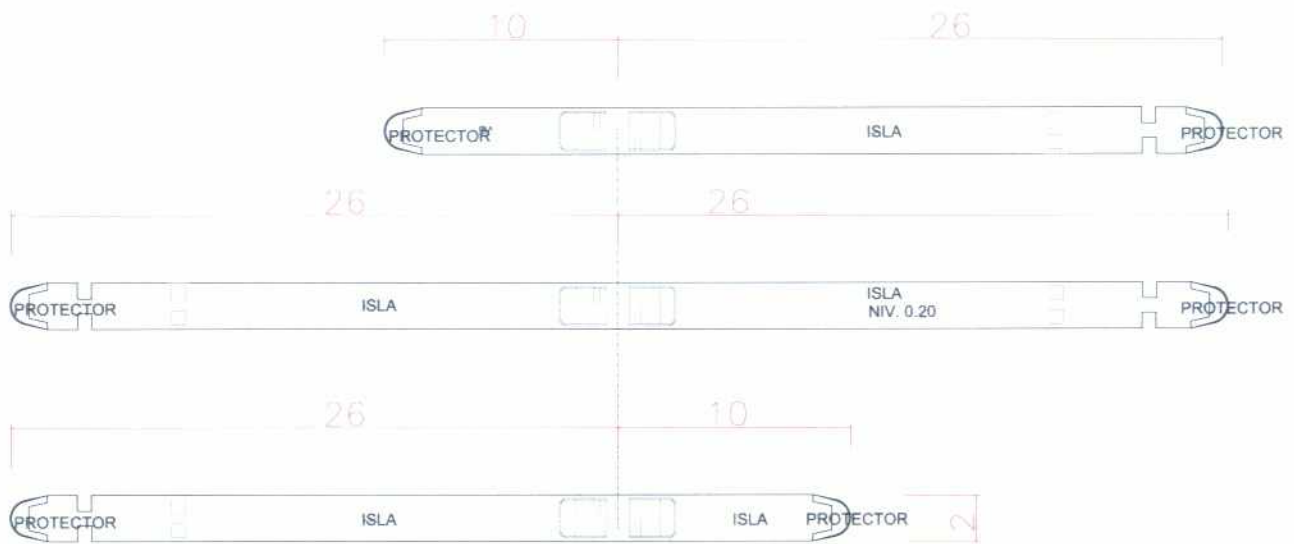 10 26
PROTECTOR ISLA PROTECTOR
26 26
PROTECTOR ISLA ISLA PROTECTOR
NIV. 0.20
26 10
PROTECTOR ISLA ISLA PROTECTOR 2